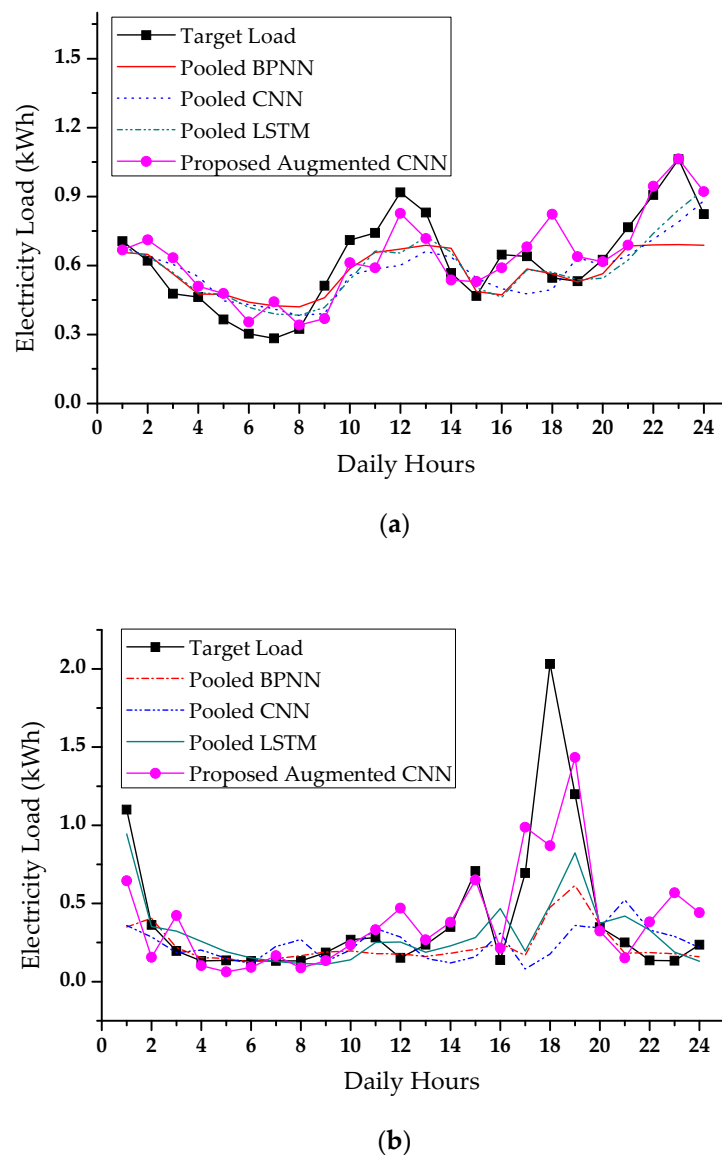 Target Load
Pooled BPNN
Pooled CNN
Pooled LSTM
Proposed Augmented CNN
Electricity Load (kWh)
1.5
1.2
0.9
0.6
0.3
0.0
0 2 4 6 8 10 12 14 16 18 20 22 24
Daily Hours
(a)
Target Load
Pooled BPNN
Pooled CNN
Pooled LSTM
Proposed Augmented CNN
Electricity Load (kWh)
2.0
1.5
1.0
0.5
0.0
0 2 4 6 8 10 12 14 16 18 20 22 24
Daily Hours
(b)